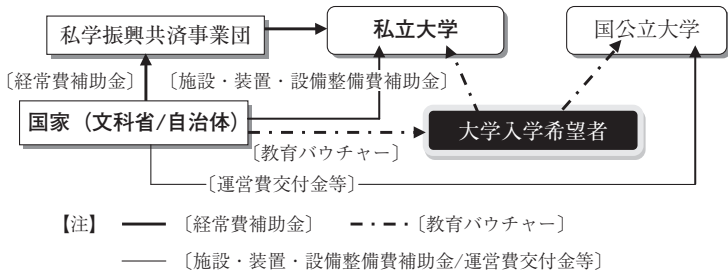 私学振興共済事業団
私立大学
国公立大学
〔経常費補助金〕
〔施設・装置・設備整備費補助金〕
国家（文科省/自治体）
大学入学希望者
〔教育バウチャー〕
〔運営費交付金等〕
【注】 〔経常費補助金〕 〔教育バウチャー〕
〔施設・装置・設備整備費補助金/運営費交付金等〕